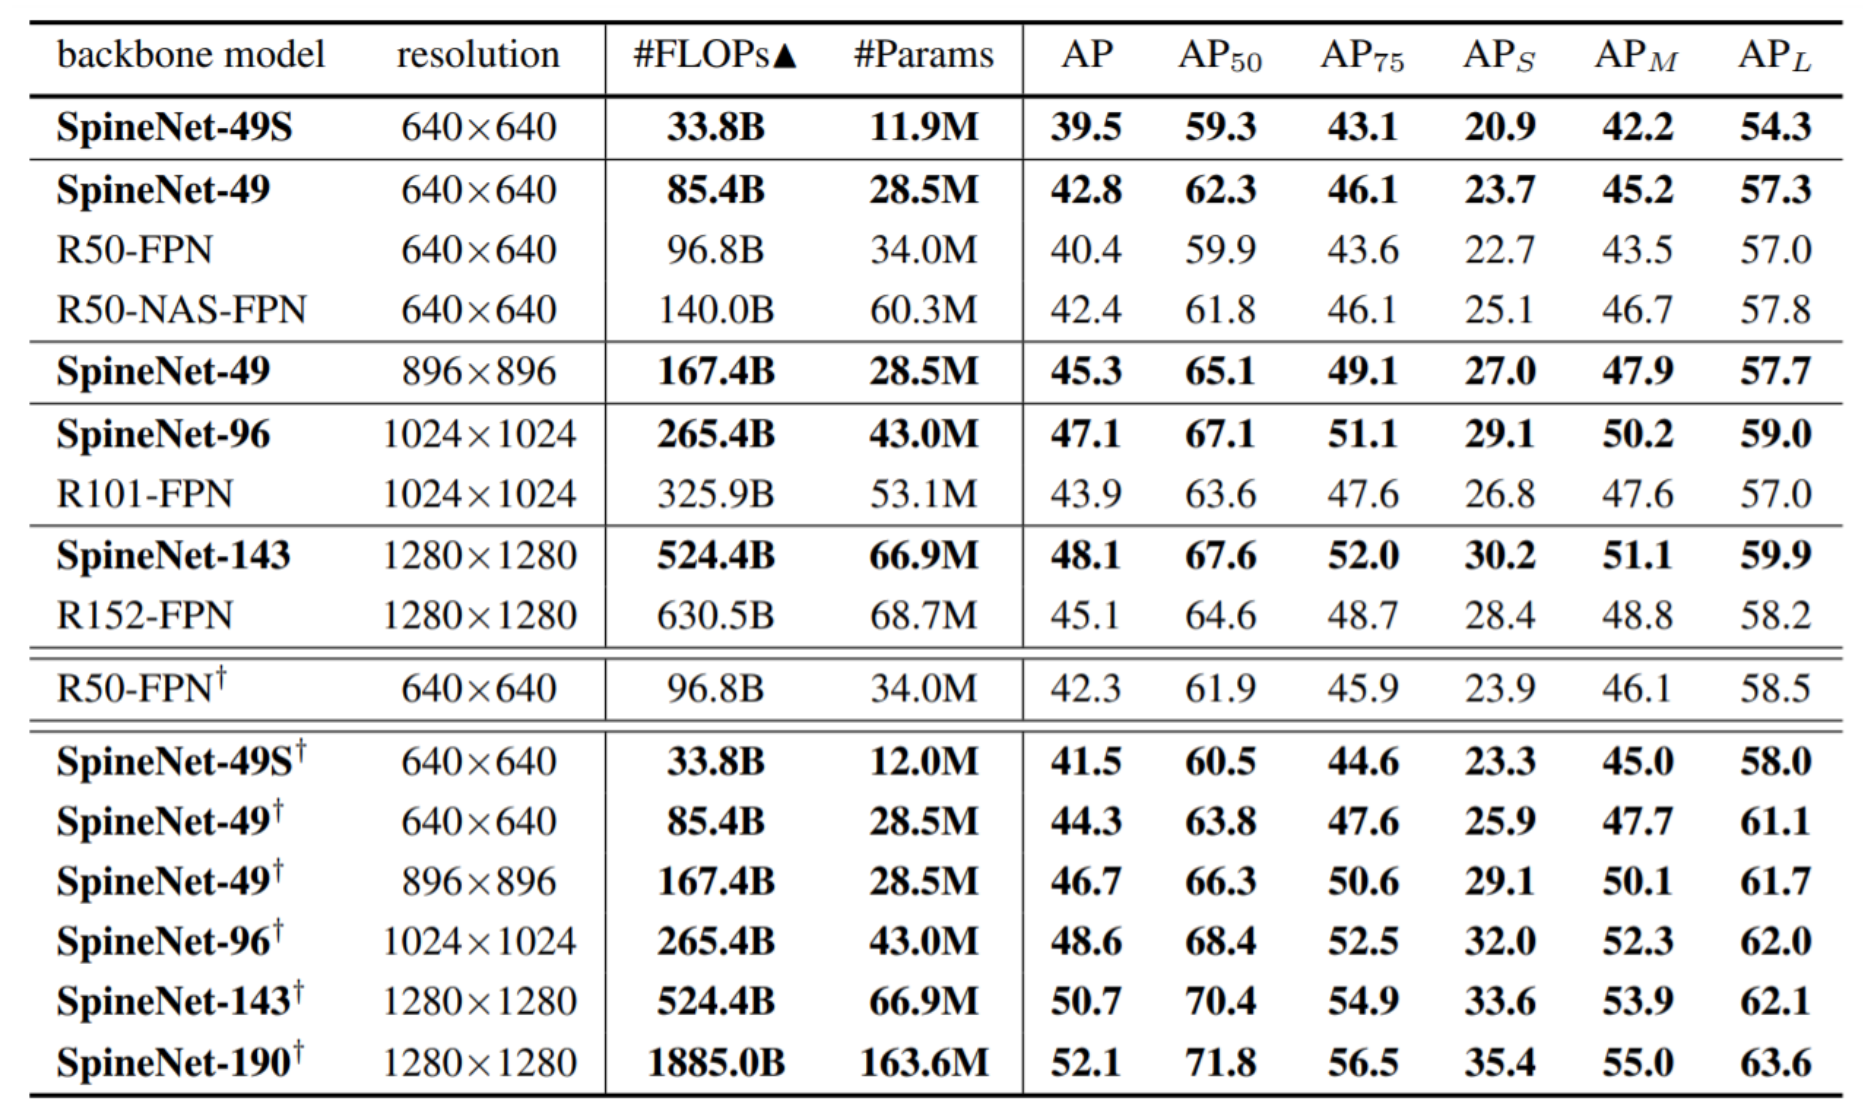 backbone model resolution #FLOPs▲ #Params AP AP50 AP75 APS APM APL
SpineNet-49S 640×640 33.8B 11.9M 39.5 59.3 43.1 20.9 42.2 54.3
SpineNet-49 640×640 85.4B 28.5M 42.8 62.3 46.1 23.7 45.2 57.3
R50-FPN 640×640 96.8B 34.0M 40.4 59.9 43.6 22.7 43.5 57.0
R50-NAS-FPN 640×640 140.0B 60.3M 42.4 61.8 46.1 25.1 46.7 57.8
SpineNet-49 896×896 167.4B 28.5M 45.3 65.1 49.1 27.0 47.9 57.7
SpineNet-96 1024×1024 265.4B 43.0M 47.1 67.1 51.1 29.1 50.2 59.0
R101-FPN 1024×1024 325.9B 53.1M 43.9 63.6 47.6 26.8 47.6 57.0
SpineNet-143 1280×1280 524.4B 66.9M 48.1 67.6 52.0 30.2 51.1 59.9
R152-FPN 1280×1280 630.5B 68.7M 45.1 64.6 48.7 28.4 48.8 58.2
R50-FPN† 640×640 96.8B 34.0M 42.3 61.9 45.9 23.9 46.1 58.5
SpineNet-49S† 640×640 33.8B 12.0M 41.5 60.5 44.6 23.3 45.0 58.0
SpineNet-49† 640×640 85.4B 28.5M 44.3 63.8 47.6 25.9 47.7 61.1
SpineNet-49† 896×896 167.4B 28.5M 46.7 66.3 50.6 29.1 50.1 61.7
SpineNet-96† 1024×1024 265.4B 43.0M 48.6 68.4 52.5 32.0 52.3 62.0
SpineNet-143† 1280×1280 524.4B 66.9M 50.7 70.4 54.9 33.6 53.9 62.1
SpineNet-190† 1280×1280 1885.0B 163.6M 52.1 71.8 56.5 35.4 55.0 63.6